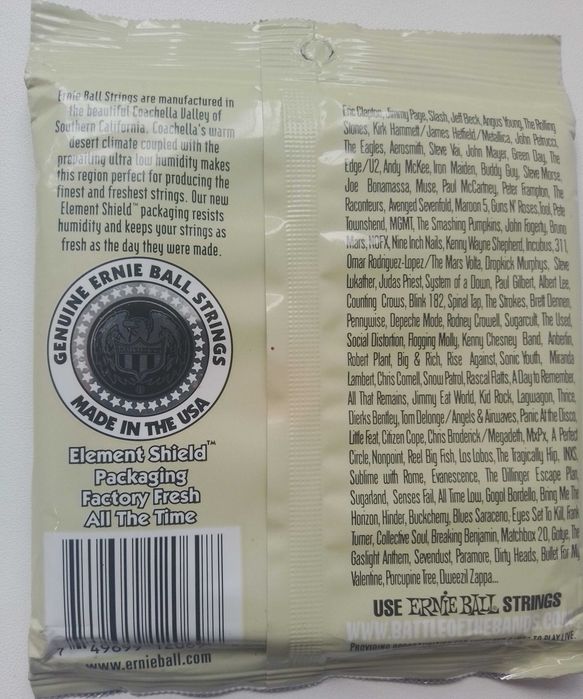 Ernie Ball Strings are manufactured in
the beautiful Coachella Valley of
Southern California. Coachella's warm
desert climate coupled with the
prevailing ultra low humidity makes
this region perfect for producing the
finest and freshest strings. Our new
Element Shield™ packaging resists
humidity and keeps your strings as
fresh as the day they were made.
GENUINE ERNIE BALL STRINGS
MADE IN THE USA
Element Shield™
Packaging
Factory Fresh
All The Time
www.ernieball.com
Eric Clapton, Jimmy Page, Slash, Jeff Beck, Angus Young, The Rolling
Stones, Kirk Hammett/James Hetfield/Metallica, John Petrucci,
The Eagles, Aerosmith, Steve Vai, John Mayer, Green Day, The
Edge/U2, Andy McKee, Iron Maiden, Buddy Guy, Steve Morse,
Joe Bonamassa, Muse, Paul McCartney, Peter Frampton, The
Raconteurs, Avenged Sevenfold, Maroon 5, Guns N' Roses, Tool, Pete
Townshend, MGMT, The Smashing Pumpkins, John Fogerty, Bruno
Mars, NOFX, Nine Inch Nails, Kenny Wayne Shepherd, Incubus, 311,
Omar Rodriguez-Lopez/The Mars Volta, Dropkick Murphys, Steve
Lukather, Judas Priest, System of a Down, Paul Gilbert, Albert Lee,
Counting Crows, Blink 182, Spinal Tap, The Strokes, Brett Dennen,
Pennywise, Depeche Mode, Rodney Crowell, Sugarcult, The Used,
Social Distortion, Flogging Molly, Kenny Chesney Band, Anberlin,
Robert Plant, Big & Rich, Rise Against, Sonic Youth, Miranda
Lambert, Chris Cornell, Snow Patrol, Rascal Flatts, A Day to Remember,
All That Remains, Jimmy Eat World, Kid Rock, Lagwagon, Thrice,
Dierks Bentley, Tom Delonge/Angels & Airwaves, Panic At the Disco,
Little Feat, Citizen Cope, Chris Broderick/Megadeth, MxPx, A Perfect
Circle, Nonpoint, Reel Big Fish, Los Lobos, The Tragically Hip, INXS,
Sublime with Rome, Evanescence, The Dillinger Escape Plan,
Sugarland, Senses Fail, All Time Low, Gogol Bordello, Bring Me The
Horizon, Hinder, Buckcherry, Blues Saraceno, Eyes Set To Kill, Frank
Turner, Collective Soul, Breaking Benjamin, Matchbox 20, Gotye, The
Gaslight Anthem, Sevendust, Paramore, Dirty Heads, Bullet For My
Valentine, Porcupine Tree, Dweezil Zappa...
USE ERNIE BALL STRINGS
WWW.BATTLEOFTHEBANDS.COM
TO PLAY LIVE